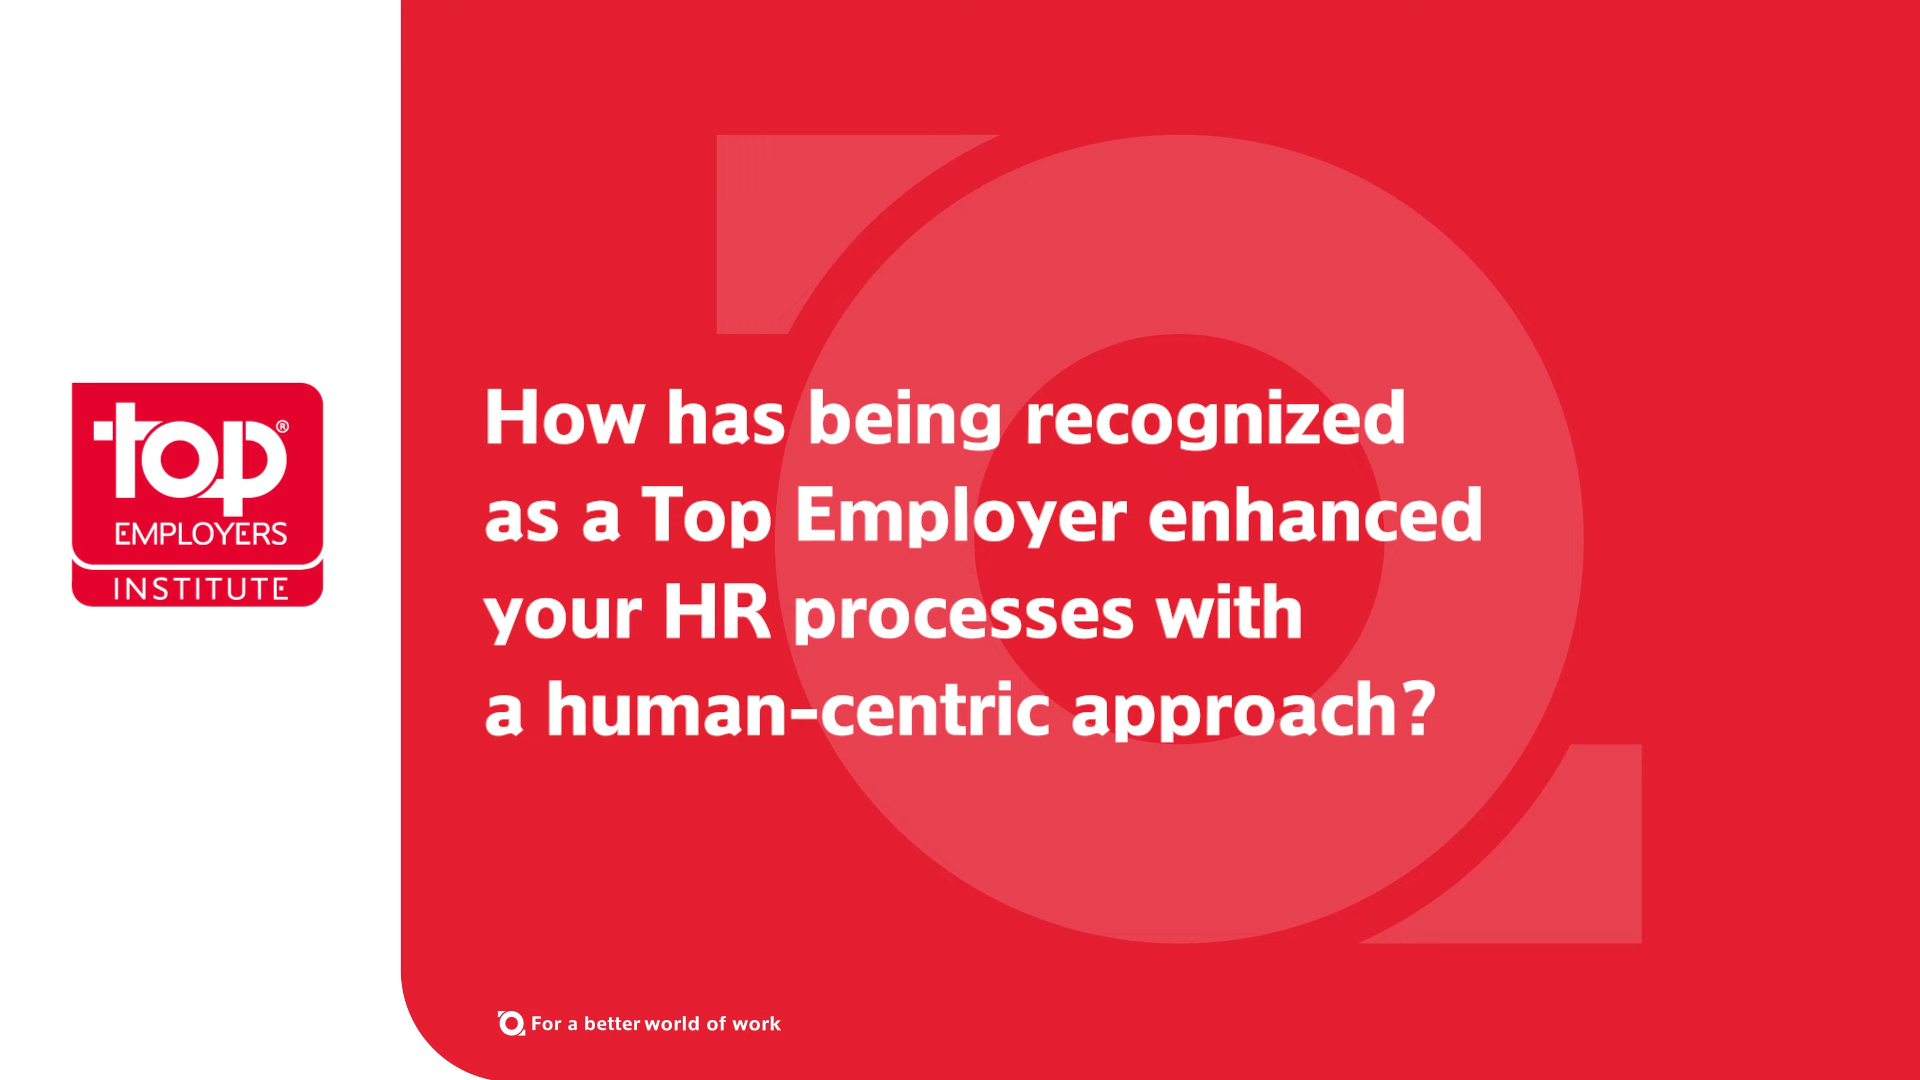 top®
EMPLOYERS
INSTITUTE
How has being recognized
as a Top Employer enhanced
your HR processes with
a human-centric approach?
For a better world of work